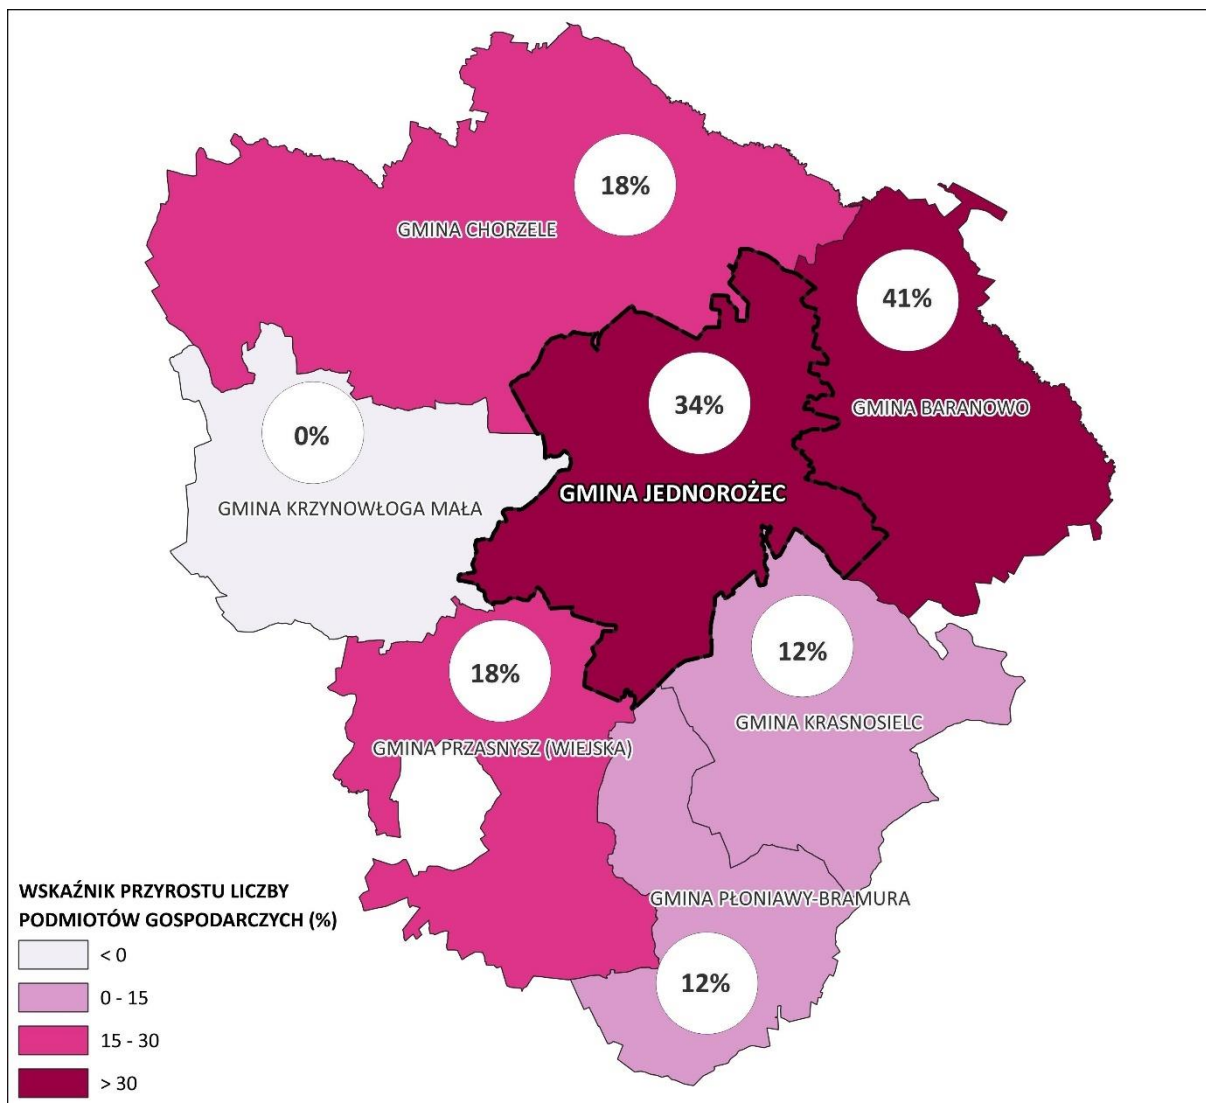 18%
GMINA CHORZELE
41%
34%
GMINA BARANOWO
0%
GMINA JEDNOROŻEC
GMINA KRZYNOWŁOGA MAŁA
12%
18%
GMINA KRASNOSIELC
GMINA PRZASNYSZ (WIEJSKA)
GMINA PŁONIAWY-BRAMURA
12%
WSKAŹNIK PRZYROSTU LICZBY
PODMIOTÓW GOSPODARCZYCH (%)
< 0
0 - 15
15 - 30
> 30